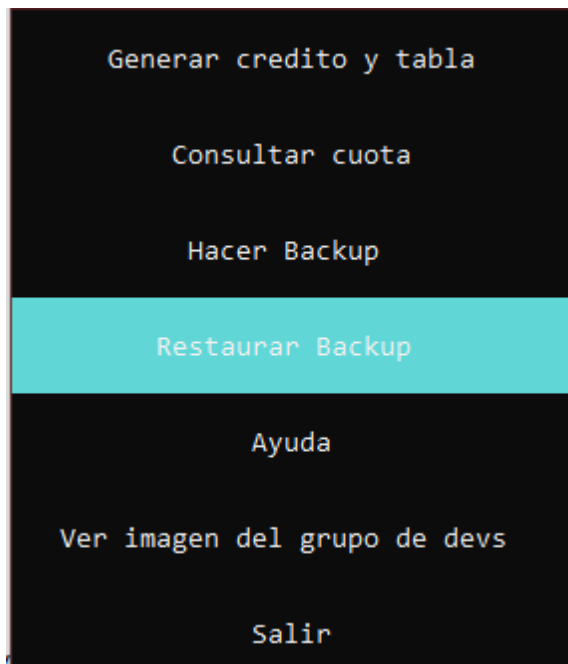 Generar credito y tabla
Consultar cuota
Hacer Backup
Restaurar Backup
Ayuda
Ver imagen del grupo de devs
Salir